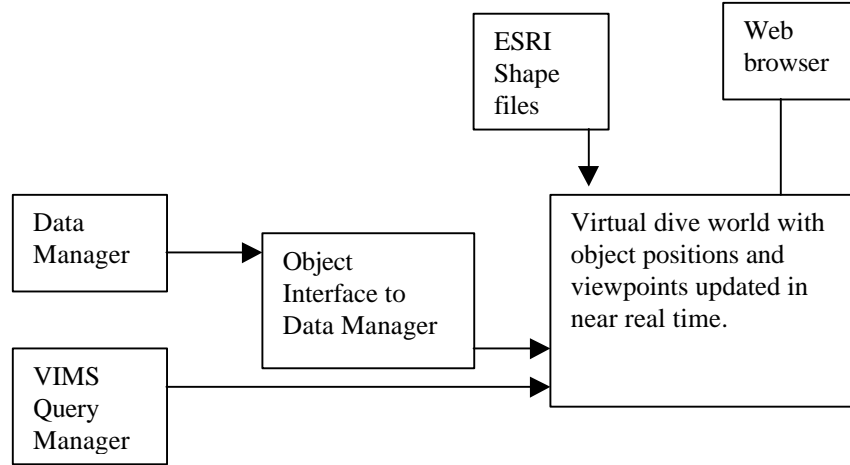 ESRI
Shape
files
Web
browser
Data
Manager
Object
Interface to
Data Manager
Virtual dive world with
object positions and
viewpoints updated in
near real time.
VIMS
Query
Manager